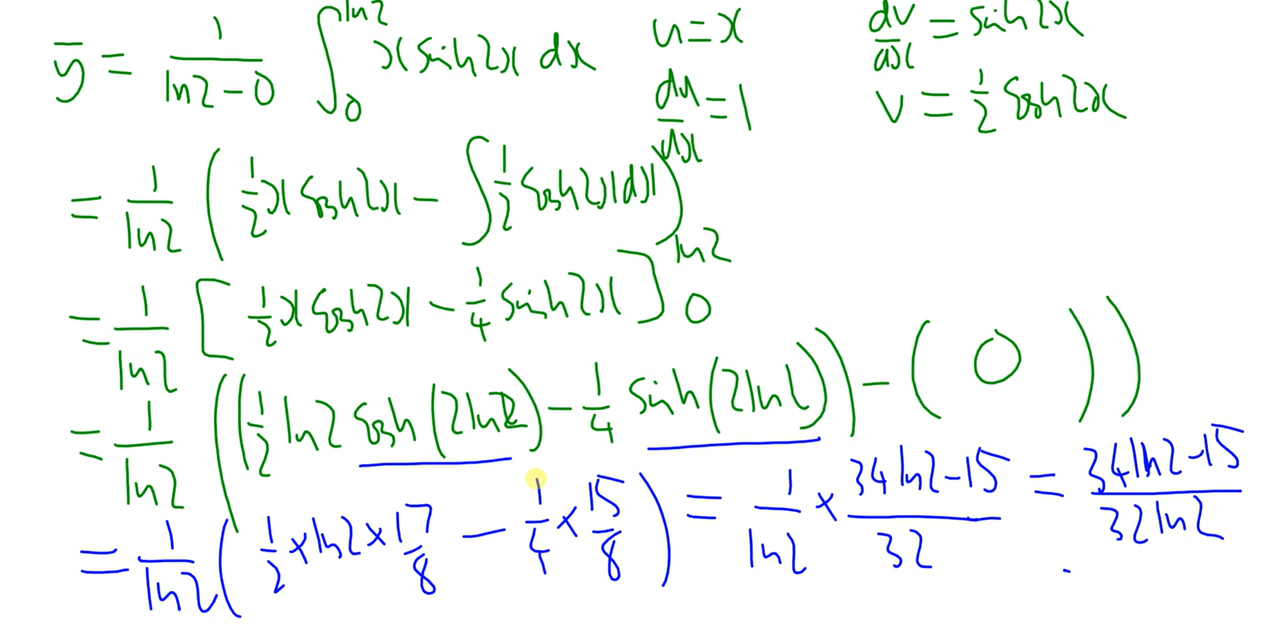 ȳ = 1/(ln2-0) ∫₀^ln2 x sinh2x dx u = x dv/dx = sinh2x
du/dx = 1 v = 1/2 cosh2x
= 1/ln2 ( 1/2 x cosh2x - ∫ 1/2 cosh2x dx )
= 1/ln2 [ 1/2 x cosh2x - 1/4 sinh2x ]₀^ln2
= 1/ln2 ( ( 1/2 ln2 cosh(2ln2) - 1/4 sinh(2ln2) ) - ( 0 ) )
= 1/ln2 ( 1/2 × ln2 × 17/8 - 1/4 × 15/8 ) = 1/ln2 × (34ln2-15)/32 = (34ln2-15)/(32ln2)